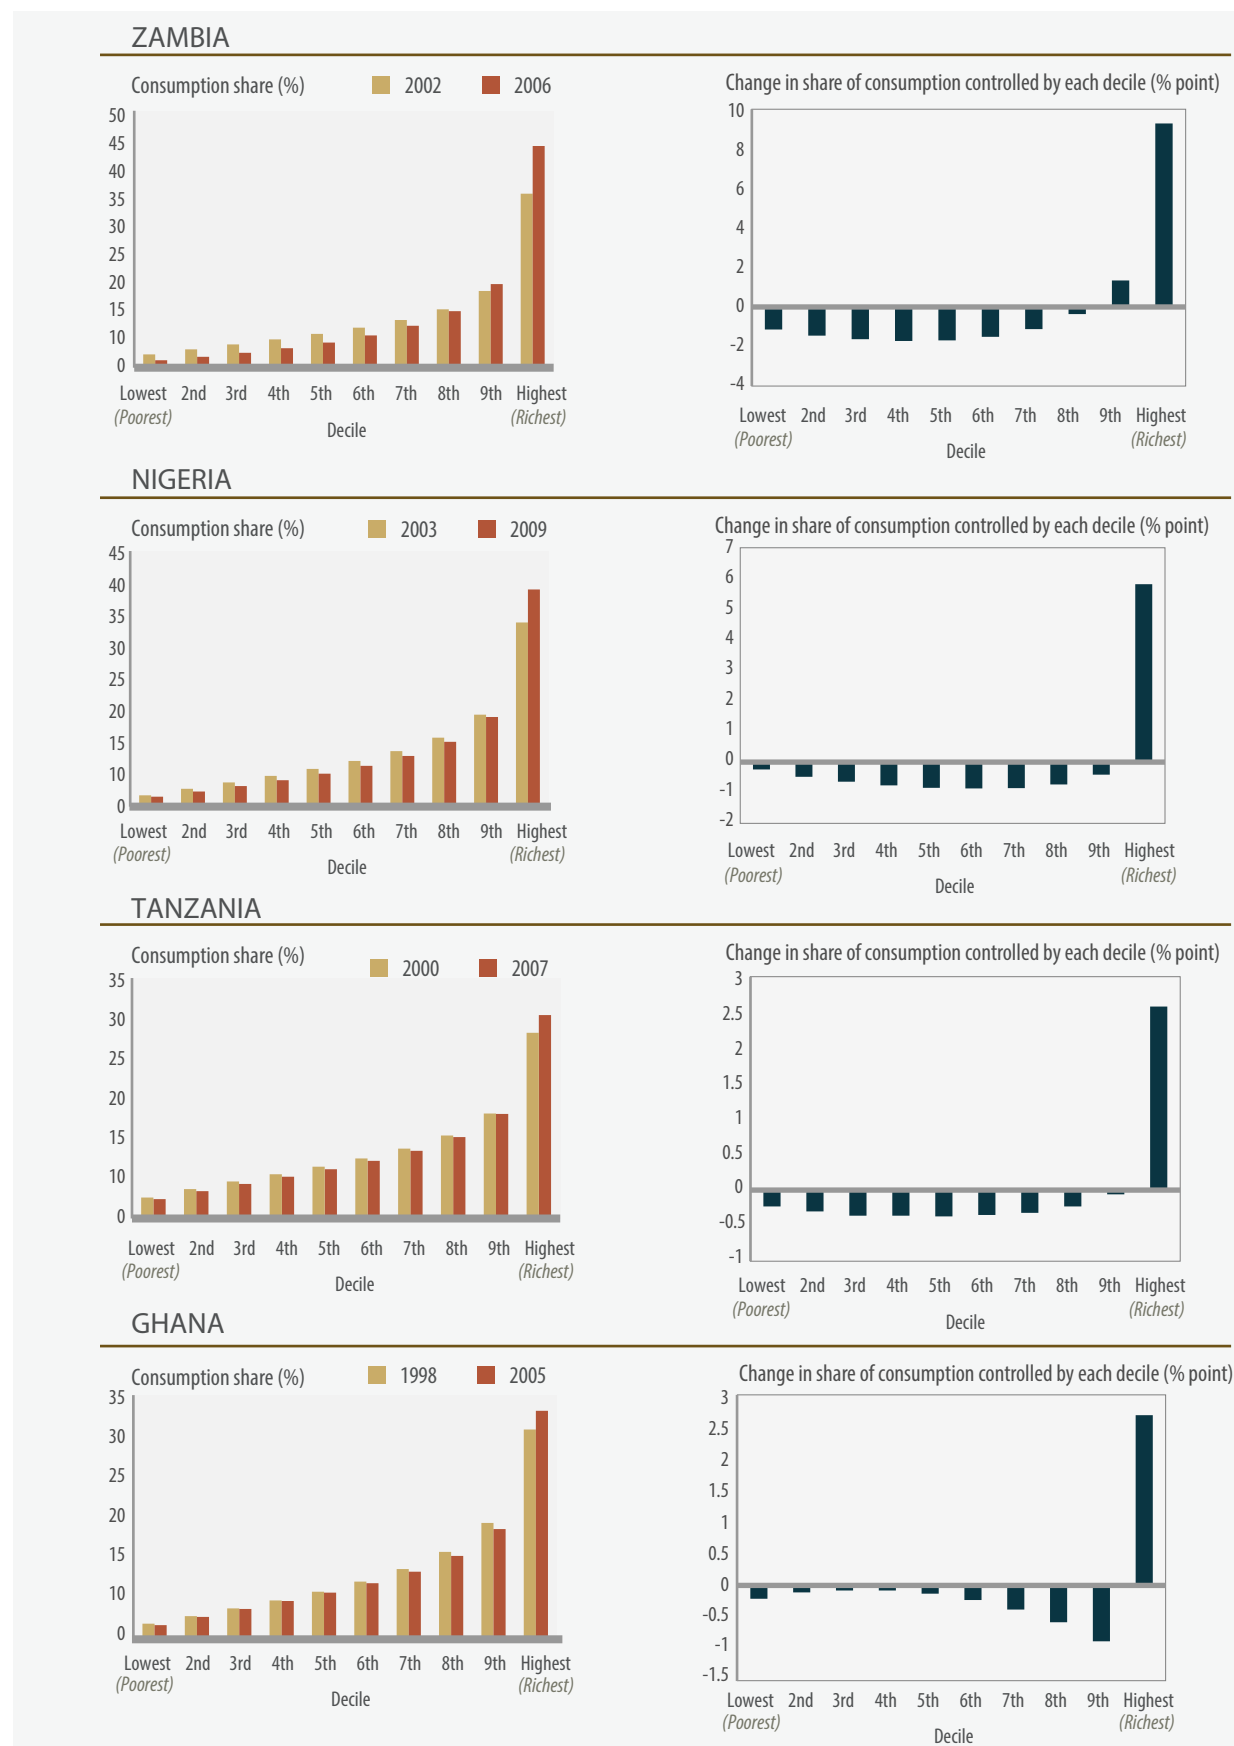 ZAMBIA
Consumption share (%)
2002
2006
50
45
40
35
30
25
20
15
10
0
Lowest 2nd 3rd 4th 5th 6th 7th 8th 9th Highest
(Poorest) (Richest)
Decile
Change in share of consumption controlled by each decile (% point)
10
8
6
4
2
0
-2
-4
Lowest 2nd 3rd 4th 5th 6th 7th 8th 9th Highest
(Poorest) (Richest)
Decile
NIGERIA
Consumption share (%)
2003
2009
45
40
35
30
25
20
15
10
0
Lowest 2nd 3rd 4th 5th 6th 7th 8th 9th Highest
(Poorest) (Richest)
Decile
Change in share of consumption controlled by each decile (% point)
7
6
5
4
3
2
1
0
-1
-2
Lowest 2nd 3rd 4th 5th 6th 7th 8th 9th Highest
(Poorest) (Richest)
Decile
TANZANIA
Consumption share (%)
2000
2007
35
30
25
20
15
10
0
Lowest 2nd 3rd 4th 5th 6th 7th 8th 9th Highest
(Poorest) (Richest)
Decile
Change in share of consumption controlled by each decile (% point)
3
2.5
2
1.5
1
0.5
0
-0.5
-1
Lowest 2nd 3rd 4th 5th 6th 7th 8th 9th Highest
(Poorest) (Richest)
Decile
GHANA
Consumption share (%)
1998
2005
35
30
25
20
15
10
0
Lowest 2nd 3rd 4th 5th 6th 7th 8th 9th Highest
(Poorest) (Richest)
Decile
Change in share of consumption controlled by each decile (% point)
3
2.5
2
1.5
1
0.5
0
-0.5
-1
-1.5
Lowest 2nd 3rd 4th 5th 6th 7th 8th 9th Highest
(Poorest) (Richest)
Decile